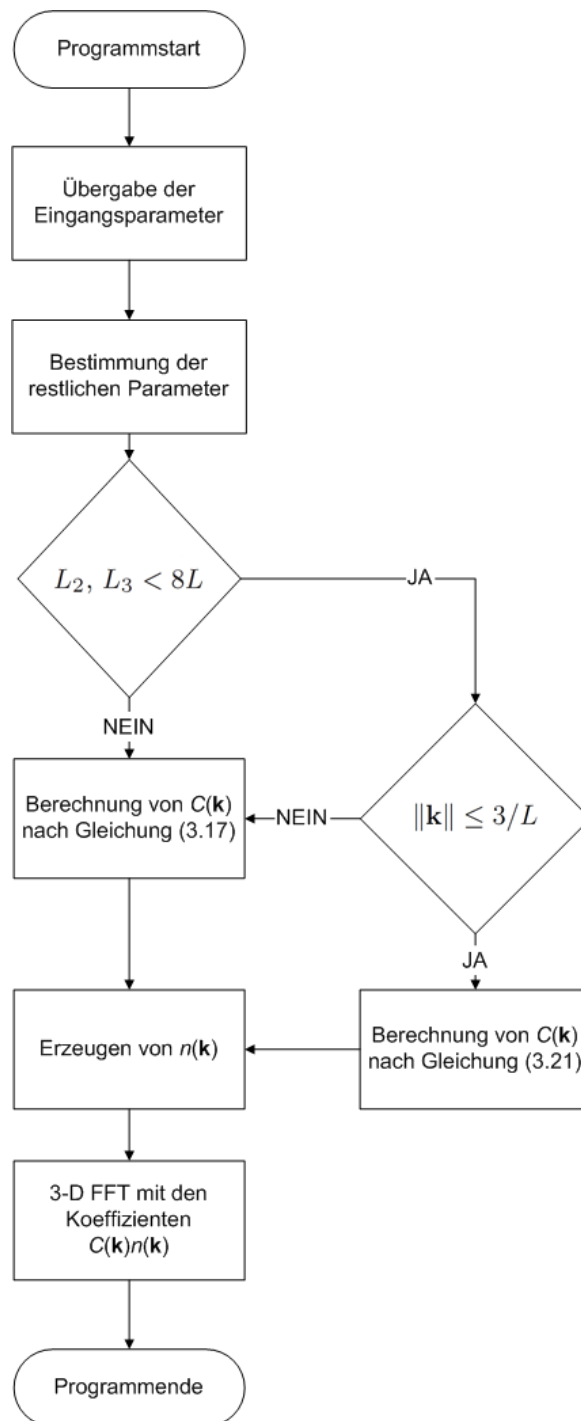 Programmstart
Übergabe der
Eingangsparameter
Bestimmung der
restlichen Parameter
L₂, L₃ < 8L
JA
NEIN
Berechnung von C(k)
nach Gleichung (3.17)
NEIN
‖k‖ ≤ 3/L
JA
Erzeugen von n(k)
Berechnung von C(k)
nach Gleichung (3.21)
3-D FFT mit den
Koeffizienten
C(k)n(k)
Programmende